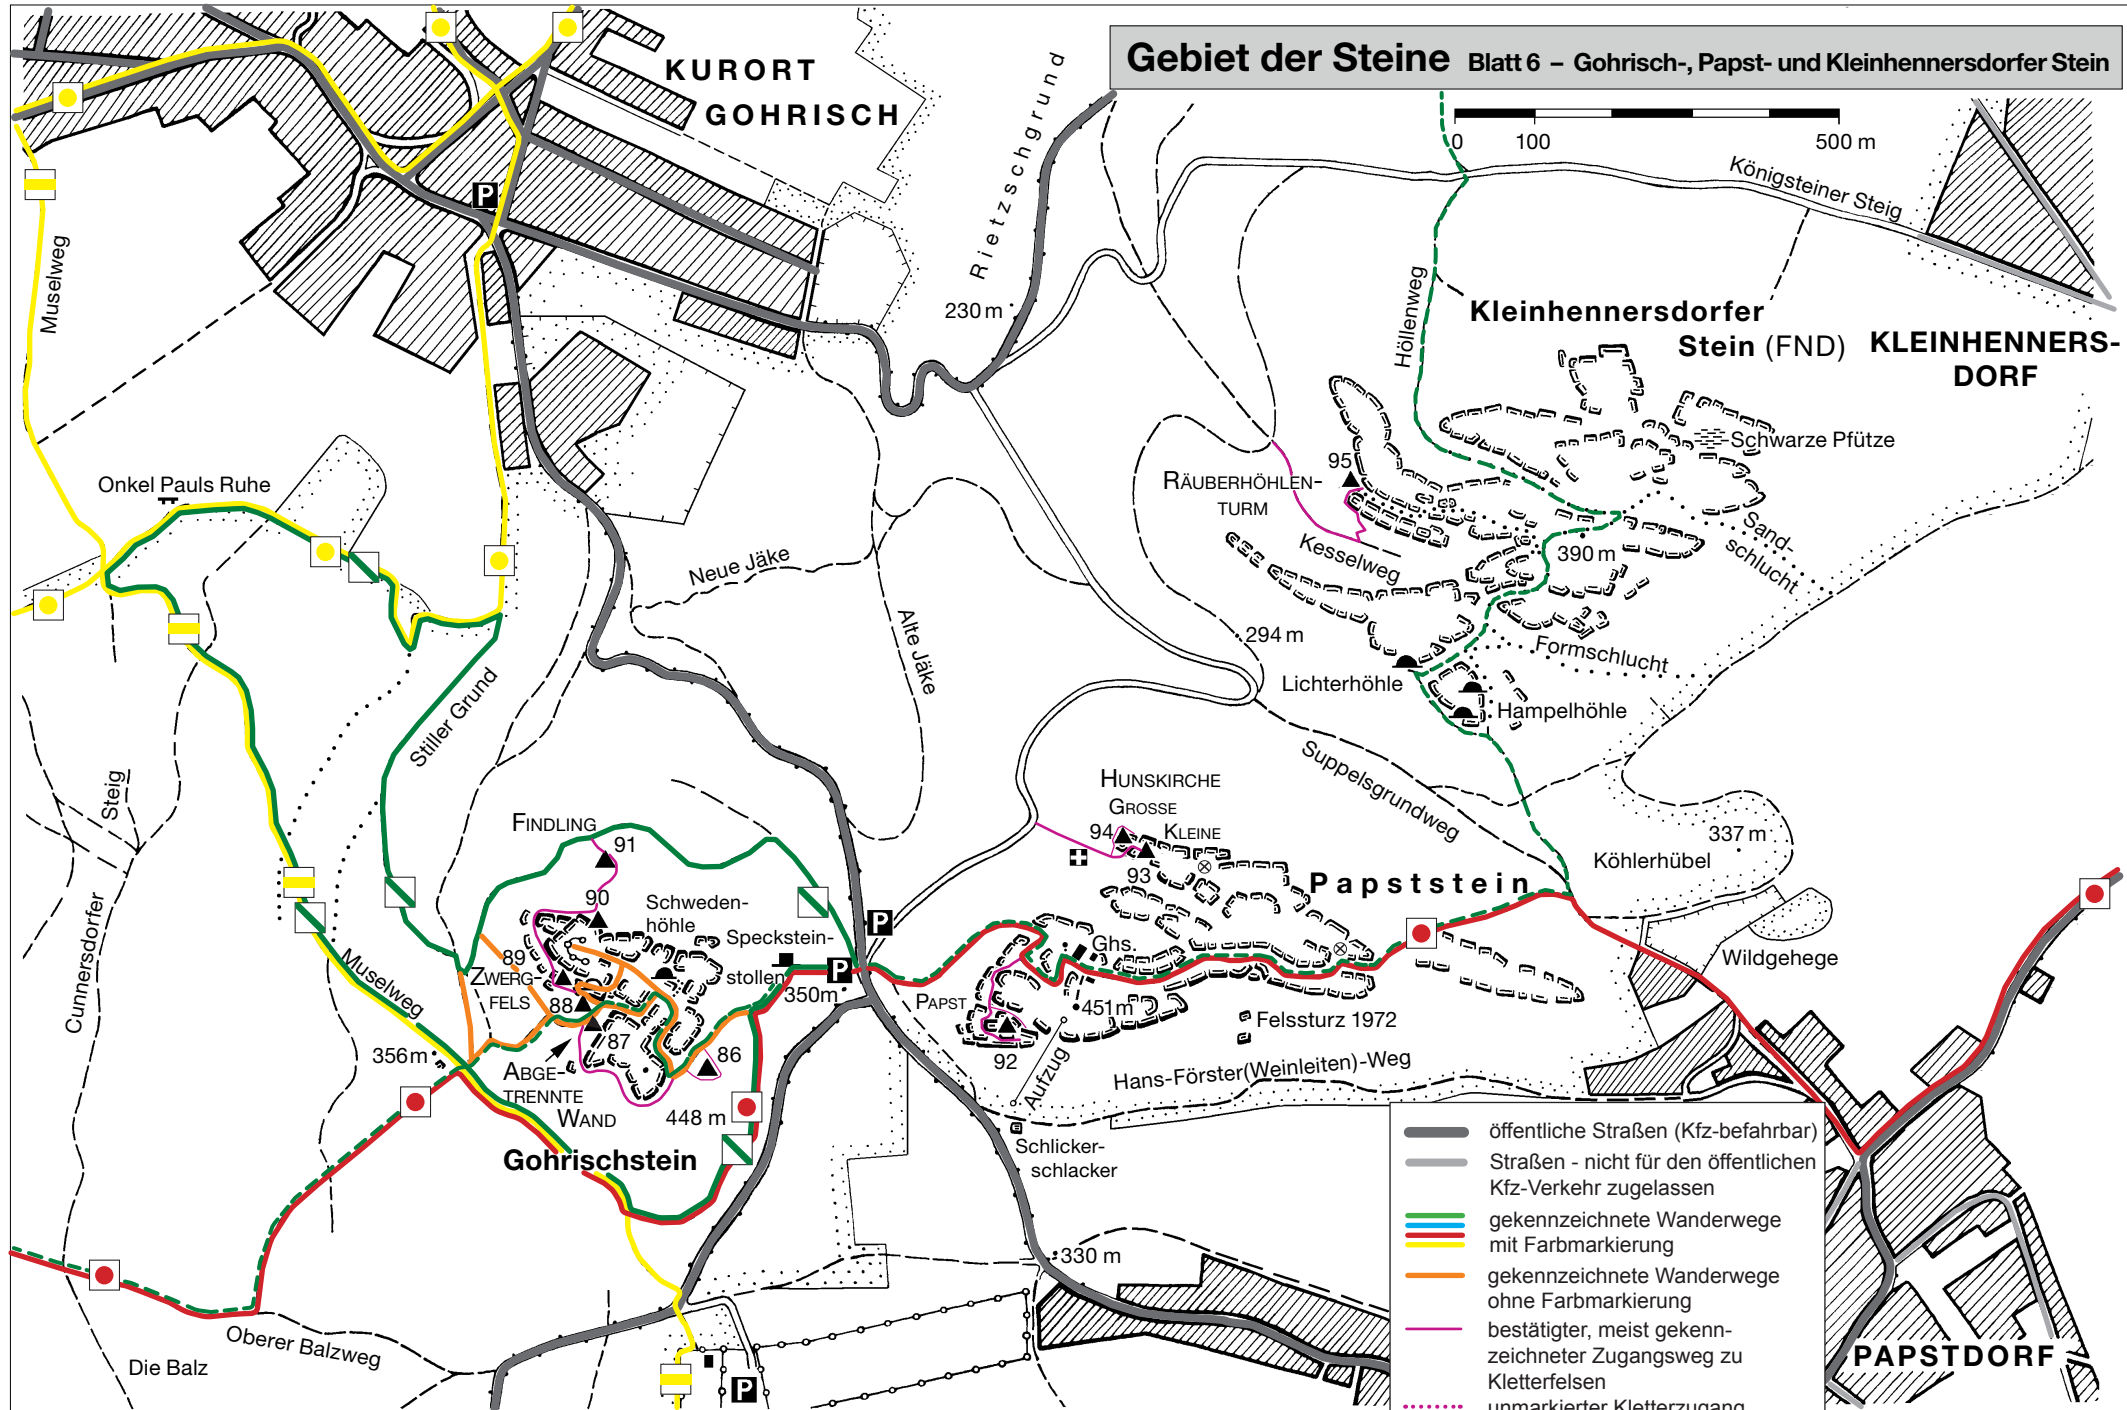 Gebiet der Steine Blatt 6 – Gohrisch-, Papst- und Kleinhennersdorfer Stein
0 100 500 m
KURORT
GOHRISCH
P
Rietzschgrund
230 m
Königsteiner Steig
Muselweg
Höllenweg
Kleinhennersdorfer
Stein (FND)
KLEINHENNERS-
DORF
Schwarze Pfütze
95
RÄUBERHÖHLEN-
TURM
Kesselweg
390 m
Sand-
schlucht
Formschlucht
294 m
Lichterhöhle
Hampelhöhle
Onkel Pauls Ruhe
Neue Jäke
Alte Jäke
Stiller Grund
Suppelsgrundweg
337 m
Köhlerhübel
Wildgehege
Steig
Cunnersdorfer
FINDLING
91
90
Schweden-
höhle
Speckstein-
stollen
350m
P
P
89
ZWERG-
FELS
88
87
86
ABGE-
TRENNTE
WAND
448 m
Gohrischstein
Muselweg
356m
HUNSKIRCHE
GROSSE
KLEINE
94
93
Papststein
Ghs.
PAPST
451m
92
Aufzug
Felssturz 1972
Hans-Förster(Weinleiten)-Weg
Schlicker-
schlacker
330 m
Oberer Balzweg
Die Balz
P
PAPSTDORF
öffentliche Straßen (Kfz-befahrbar)
Straßen - nicht für den öffentlichen
Kfz-Verkehr zugelassen
gekennzeichnete Wanderwege
mit Farbmarkierung
gekennzeichnete Wanderwege
ohne Farbmarkierung
bestätigter, meist gekenn-
zeichneter Zugangsweg zu
Kletterfelsen
unmarkierter Kletterzugang